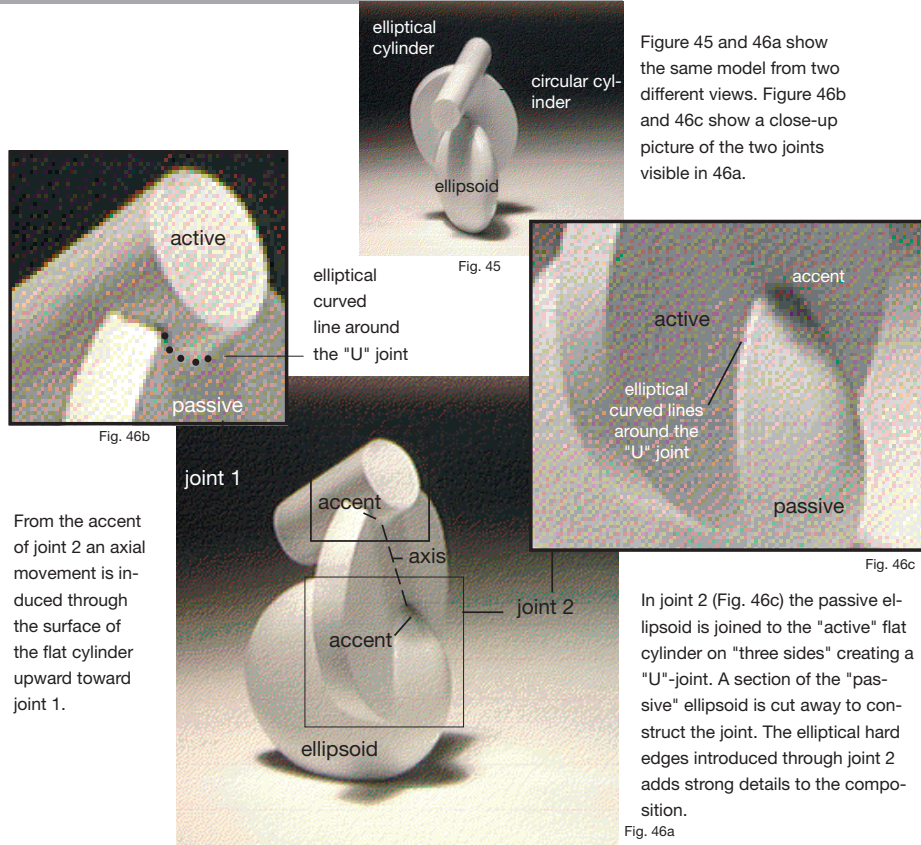 elliptical
cylinder
circular cyl-
inder
ellipsoid
Fig. 45
Figure 45 and 46a show
the same model from two
different views. Figure 46b
and 46c show a close-up
picture of the two joints
visible in 46a.
active
passive
Fig. 46b
elliptical
curved
line around
the "U" joint
accent
active
elliptical
curved lines
around the
"U" joint
passive
Fig. 46c
joint 1
accent
axis
joint 2
accent
ellipsoid
Fig. 46a
From the accent
of joint 2 an axial
movement is in-
duced through
the surface of
the flat cylinder
upward toward
joint 1.
In joint 2 (Fig. 46c) the passive el-
lipsoid is joined to the "active" flat
cylinder on "three sides" creating a
"U"-joint. A section of the "pas-
sive" ellipsoid is cut away to con-
struct the joint. The elliptical hard
edges introduced through joint 2
adds strong details to the compo-
sition.